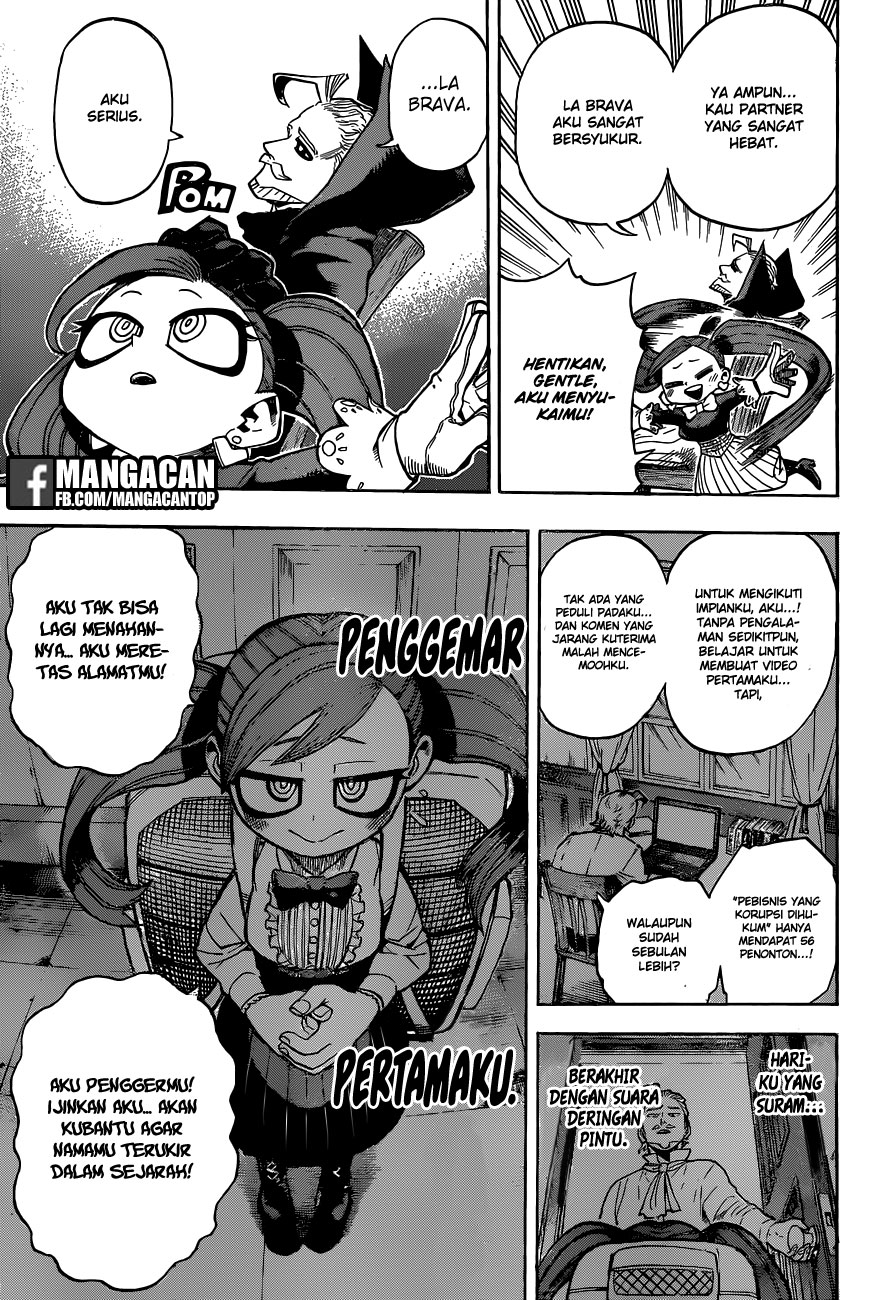 YA AMPUN...
KAU PARTNER
YANG SANGAT
HEBAT.
LA BRAVA
AKU SANGAT
BERSYUKUR.
HENTIKAN,
GENTLE,
AKU MENYU-
KAIMU!
...LA
BRAVA.
AKU
SERIUS.
POM
MANGACAN
FB.COM/MANGACANTOP
UNTUK MENGIKUTI
IMPIANKU, AKU...!
TANPA PENGALA-
MAN SEDIKITPUN,
BELAJAR UNTUK
MEMBUAT VIDEO
PERTAMAKU...
TAPI,
TAK ADA YANG
PEDULI PADAKU...
DAN KOMEN YANG
JARANG KUTERIMA
MALAH MENCE-
MOOHKU.
"PEBISNIS YANG
KORUPSI DIHU-
KUM" HANYA
MENDAPAT 56
PENONTON...!
WALAUPUN
SUDAH
SEBULAN
LEBIH?
HARI-
KU YANG
SURAM...
BERAKHIR
DENGAN SUARA
DERINGAN
PINTU.
PENGGEMAR
PERTAMAKU.
AKU TAK BISA
LAGI MENAHAN-
NYA... AKU MERE-
TAS ALAMATMU!
AKU PENGGERMU!
IJINKAN AKU... AKAN
KUBANTU AGAR
NAMAMU TERUKIR
DALAM SEJARAH!